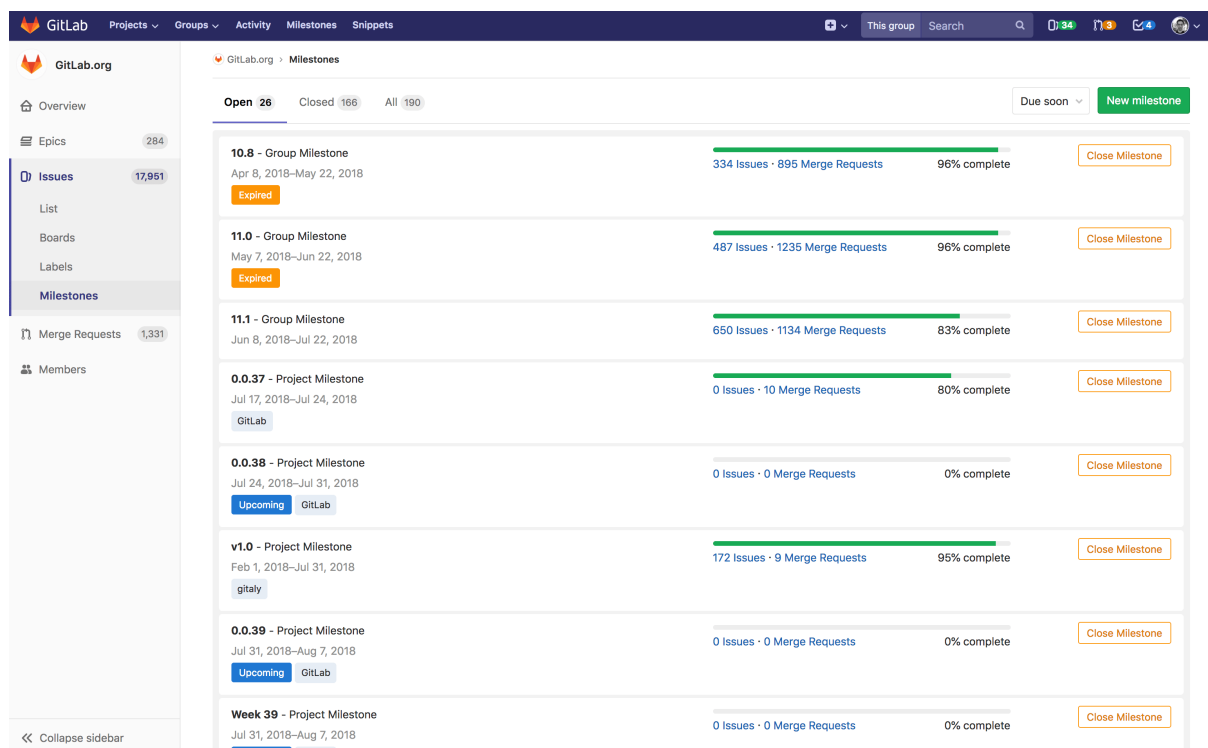 GitLab Projects Groups Activity Milestones Snippets This group Search 34 3 4
GitLab.org
Overview
Epics 284
Issues 17,951
List
Boards
Labels
Milestones
Merge Requests 1,331
Members
Collapse sidebar
GitLab.org › Milestones
Open 26 Closed 166 All 190 Due soon New milestone
10.8 - Group Milestone
Apr 8, 2018–May 22, 2018
Expired
334 Issues · 895 Merge Requests 96% complete
Close Milestone
11.0 - Group Milestone
May 7, 2018–Jun 22, 2018
Expired
487 Issues · 1235 Merge Requests 96% complete
Close Milestone
11.1 - Group Milestone
Jun 8, 2018–Jul 22, 2018
650 Issues · 1134 Merge Requests 83% complete
Close Milestone
0.0.37 - Project Milestone
Jul 17, 2018–Jul 24, 2018
GitLab
0 Issues · 10 Merge Requests 80% complete
Close Milestone
0.0.38 - Project Milestone
Jul 24, 2018–Jul 31, 2018
Upcoming GitLab
0 Issues · 0 Merge Requests 0% complete
Close Milestone
v1.0 - Project Milestone
Feb 1, 2018–Jul 31, 2018
gitaly
172 Issues · 9 Merge Requests 95% complete
Close Milestone
0.0.39 - Project Milestone
Jul 31, 2018–Aug 7, 2018
Upcoming GitLab
0 Issues · 0 Merge Requests 0% complete
Close Milestone
Week 39 - Project Milestone
Jul 31, 2018–Aug 7, 2018
0 Issues · 0 Merge Requests 0% complete
Close Milestone